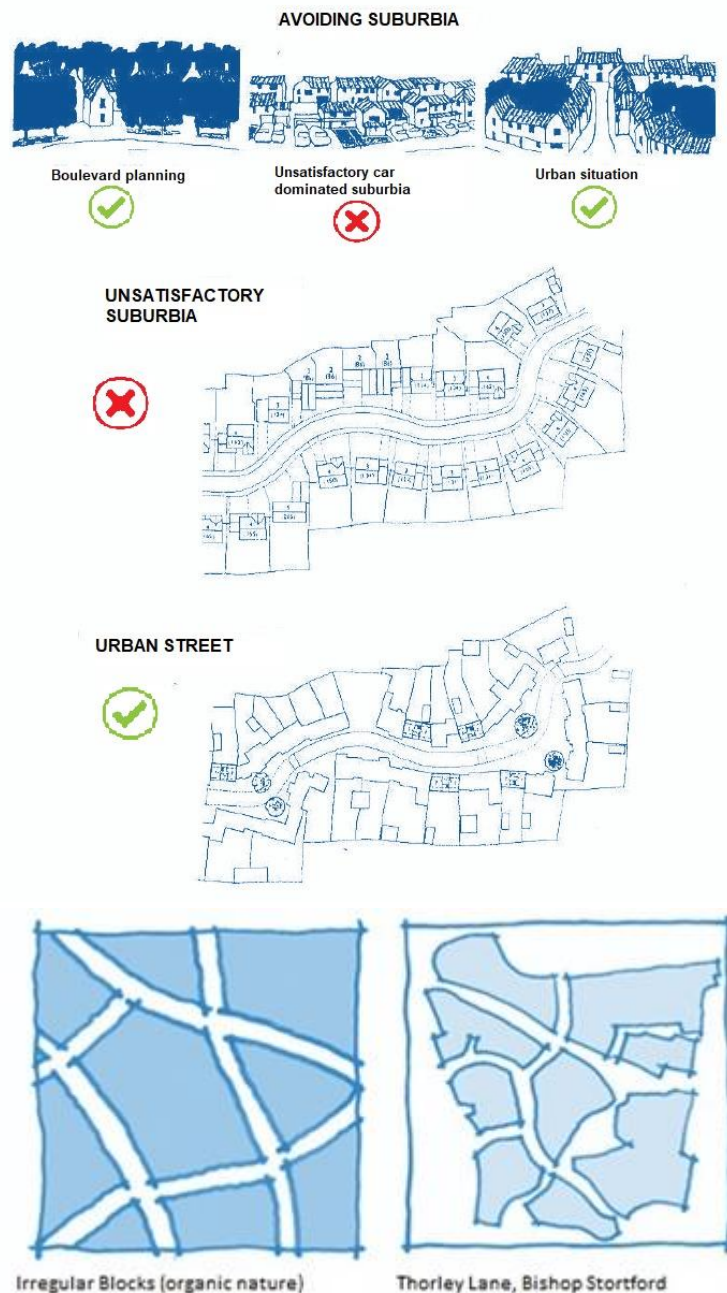 AVOIDING SUBURBIA
Boulevard planning
Unsatisfactory car
dominated suburbia
Urban situation
UNSATISFACTORY
SUBURBIA
URBAN STREET
Irregular Blocks (organic nature)
Thorley Lane, Bishop Stortford